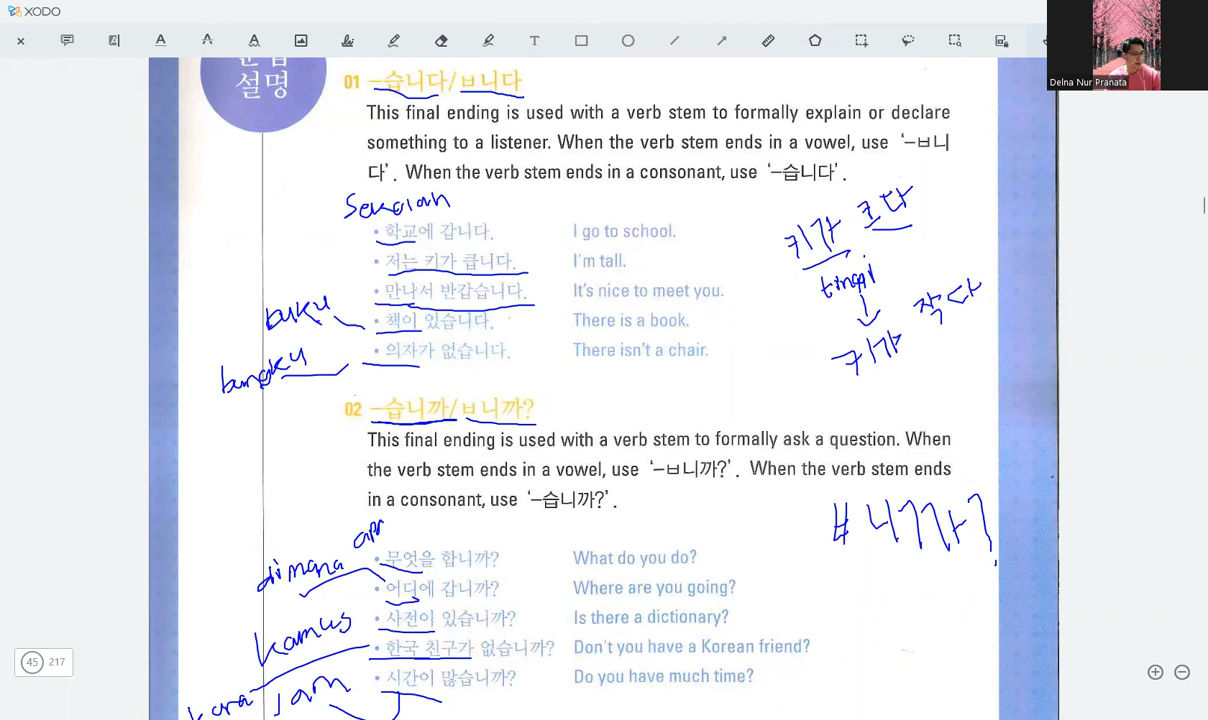 XODO
Delna Nur Pranata
문법
설명
01 –습니다/ㅂ니다
This final ending is used with a verb stem to formally explain or declare
something to a listener. When the verb stem ends in a vowel, use ‘–ㅂ니
다’. When the verb stem ends in a consonant, use ‘–습니다’.
• 학교에 갑니다. I go to school.
• 저는 키가 큽니다. I'm tall.
• 만나서 반갑습니다. It's nice to meet you.
• 책이 있습니다. There is a book.
• 의자가 없습니다. There isn't a chair.
키가 크다
tinggi
키가 작다
buku
bangku
02 –습니까/ㅂ니까?
This final ending is used with a verb stem to formally ask a question. When
the verb stem ends in a vowel, use ‘–ㅂ니까?’. When the verb stem ends
in a consonant, use ‘–습니까?’.
ㅂ니까?
• 무엇을 합니까? What do you do?
• 어디에 갑니까? Where are you going?
• 사전이 있습니까? Is there a dictionary?
• 한국 친구가 없습니까? Don't you have a Korean friend?
• 시간이 많습니까? Do you have much time?
dimana
kamus
jam
45 217